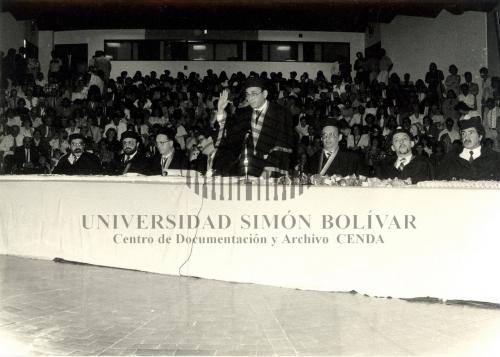 UNIVERSIDAD SIMÓN BOLÍVAR
Centro de Documentación y Archivo CENDA